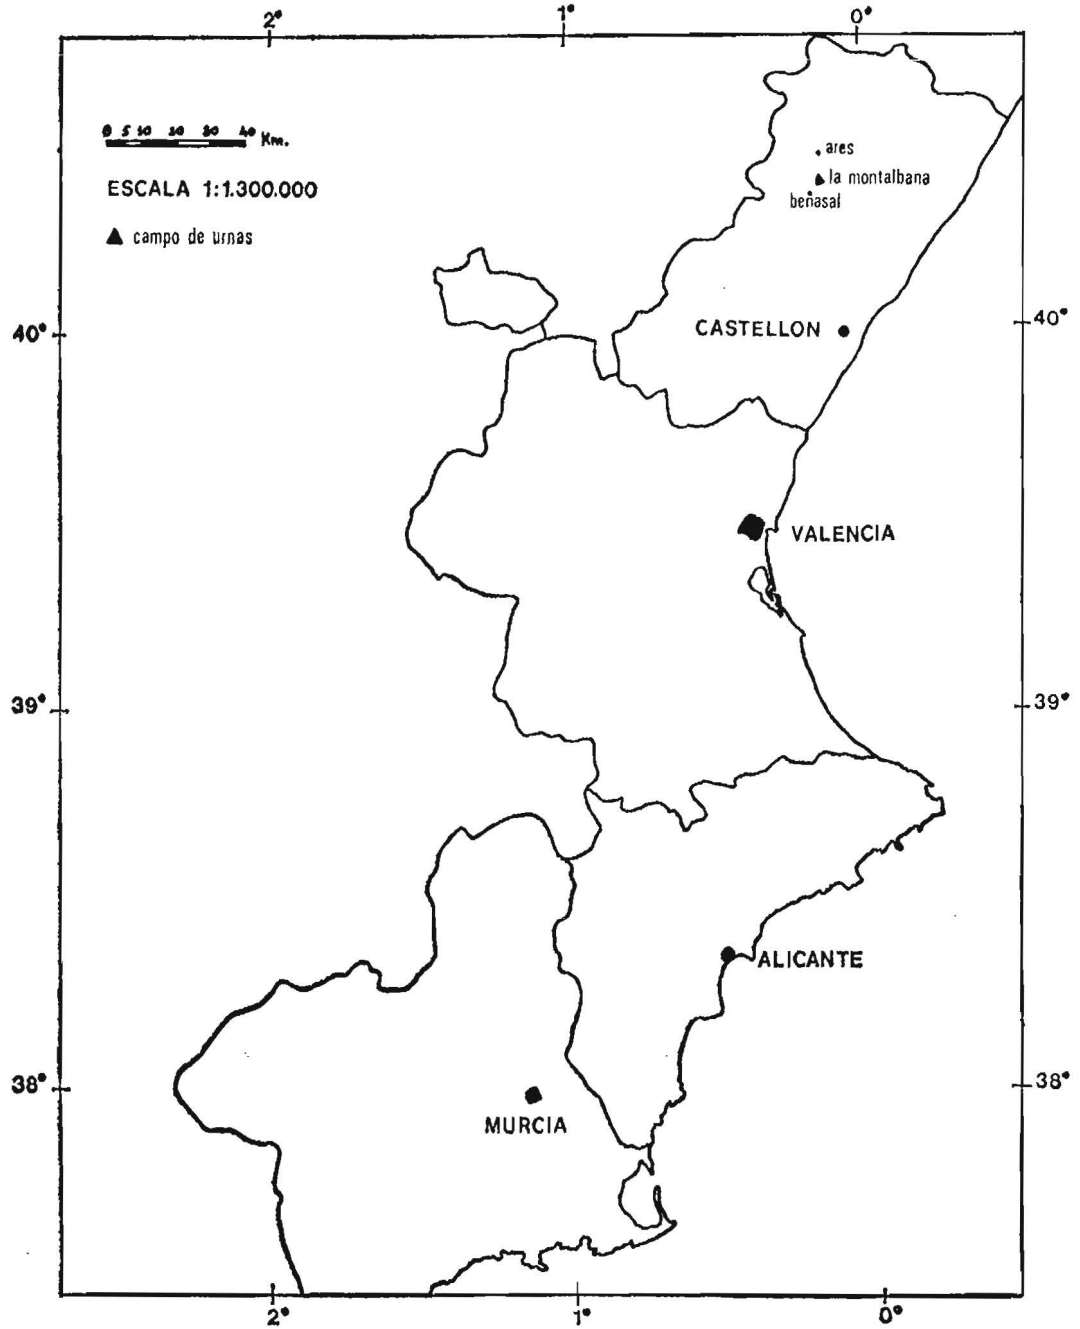 2° 1° 0°
0 5 10 20 30 40 Km.
ares
ESCALA 1:1.300.000
la montalbana
beñasal
campo de urnas
40° CASTELLON 40°
VALENCIA
39° 39°
ALICANTE
38° 38°
MURCIA
2° 1° 0°